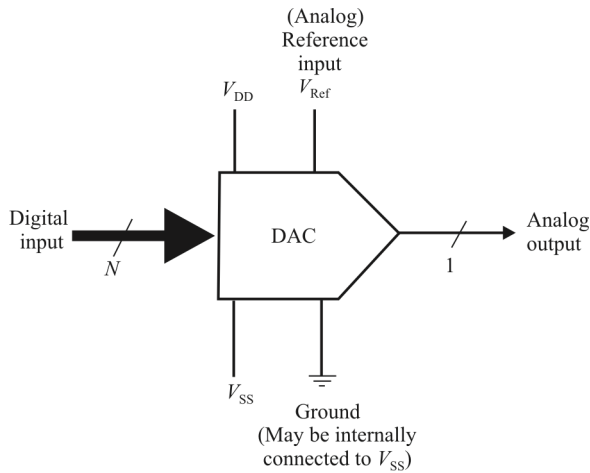 (Analog)
Reference
input
V_DD
V_Ref
Digital
input
N
DAC
1
Analog
output
V_SS
Ground
(May be internally
connected to V_SS)